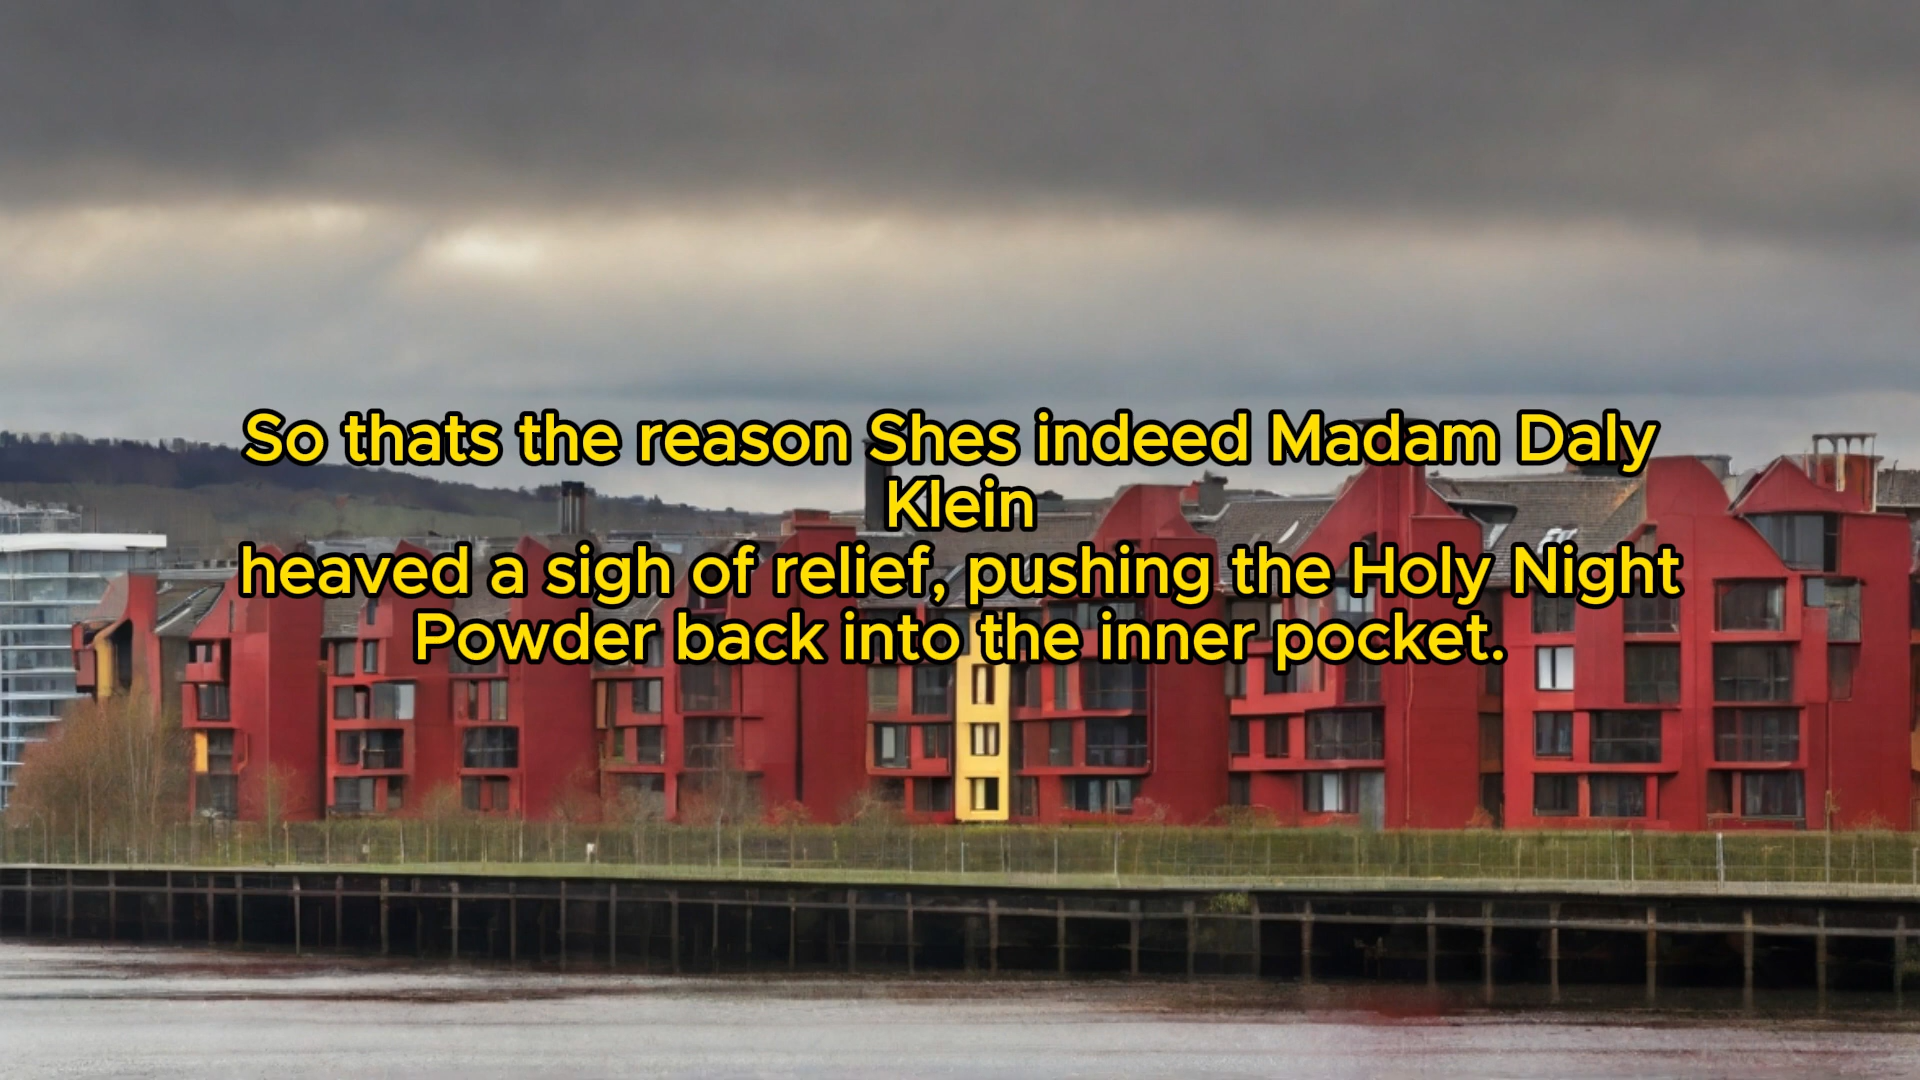 So thats the reason Shes indeed Madam Daly
Klein
heaved a sigh of relief, pushing the Holy Night
Powder back into the inner pocket.